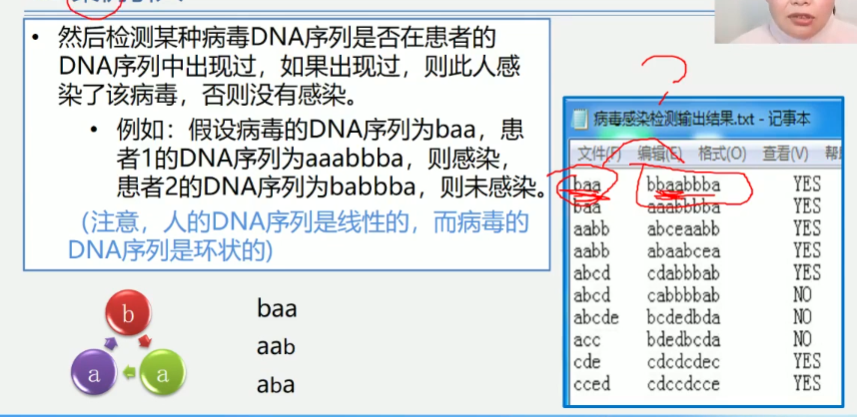 • 然后检测某种病毒DNA序列是否在患者的
DNA序列中出现过，如果出现过，则此人感
染了该病毒，否则没有感染。
• 例如：假设病毒的DNA序列为baa，患
者1的DNA序列为aaabbba，则感染，
患者2的DNA序列为babbba，则未感染。
（注意，人的DNA序列是线性的，而病毒的
DNA序列是环状的）
b
a
a
baa
aab
aba
?
病毒感染检测输出结果.txt - 记事本
文件(F) 编辑(E) 格式(O) 查看(V)
baa bbaabbba YES
baa aaabbbba YES
aabb abceaabb YES
aabb abaabcea YES
abcd cdabbbab YES
abcd cabbbbab NO
abcde bcdedbda NO
acc bdedbcda NO
cde cdcdcdec YES
cced cdccdcce YES